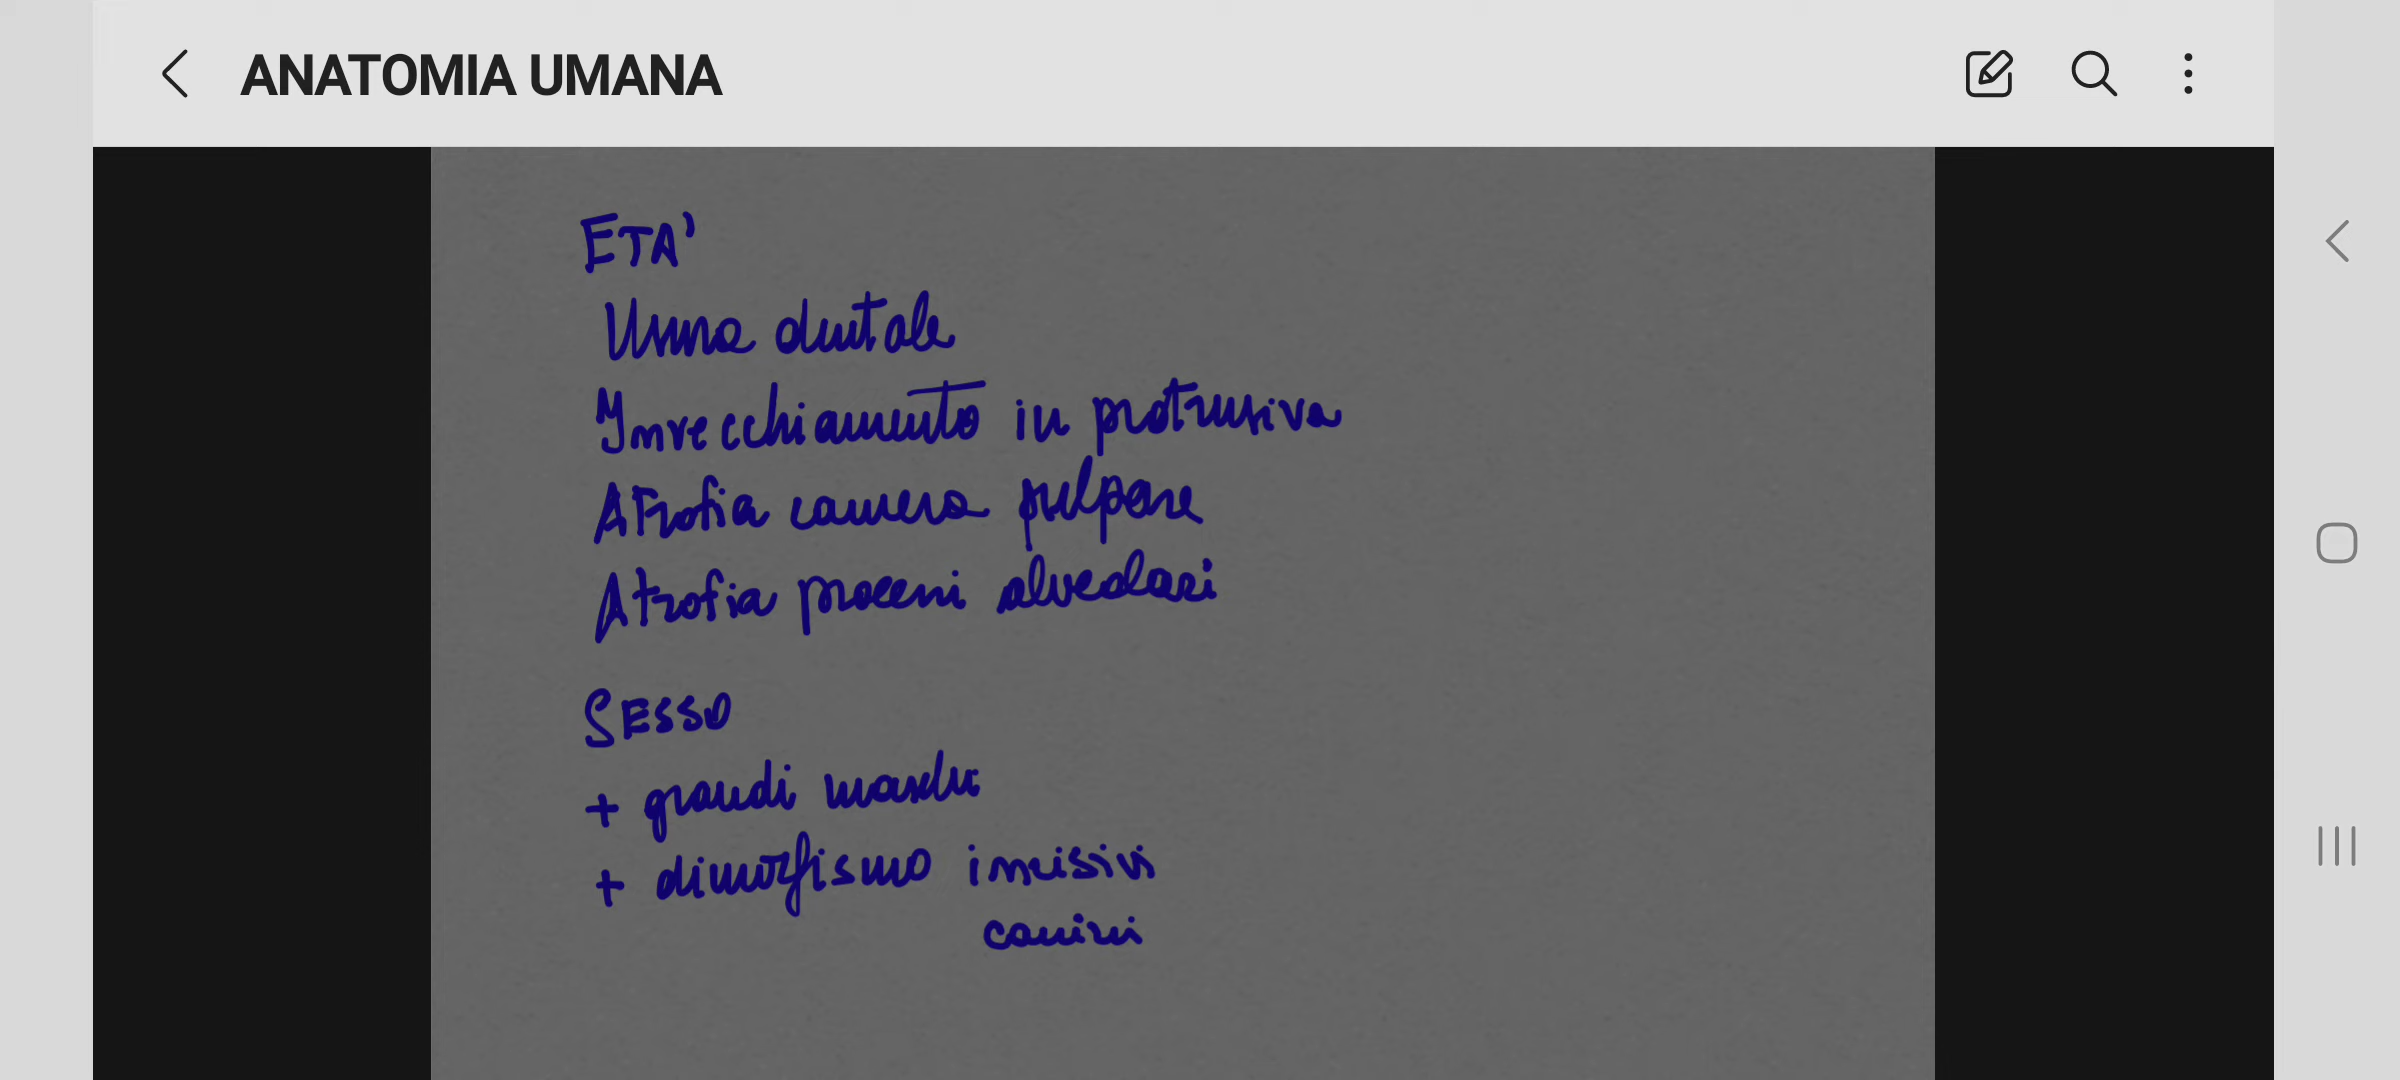 ANATOMIA UMANA
ETA'
Usura dentale
Invecchiamento in protrusiva
Atrofia camera pulpare
Atrofia processi alveolari
SESSO
+ grandi maschi
+ dimorfismo incisivi
canini